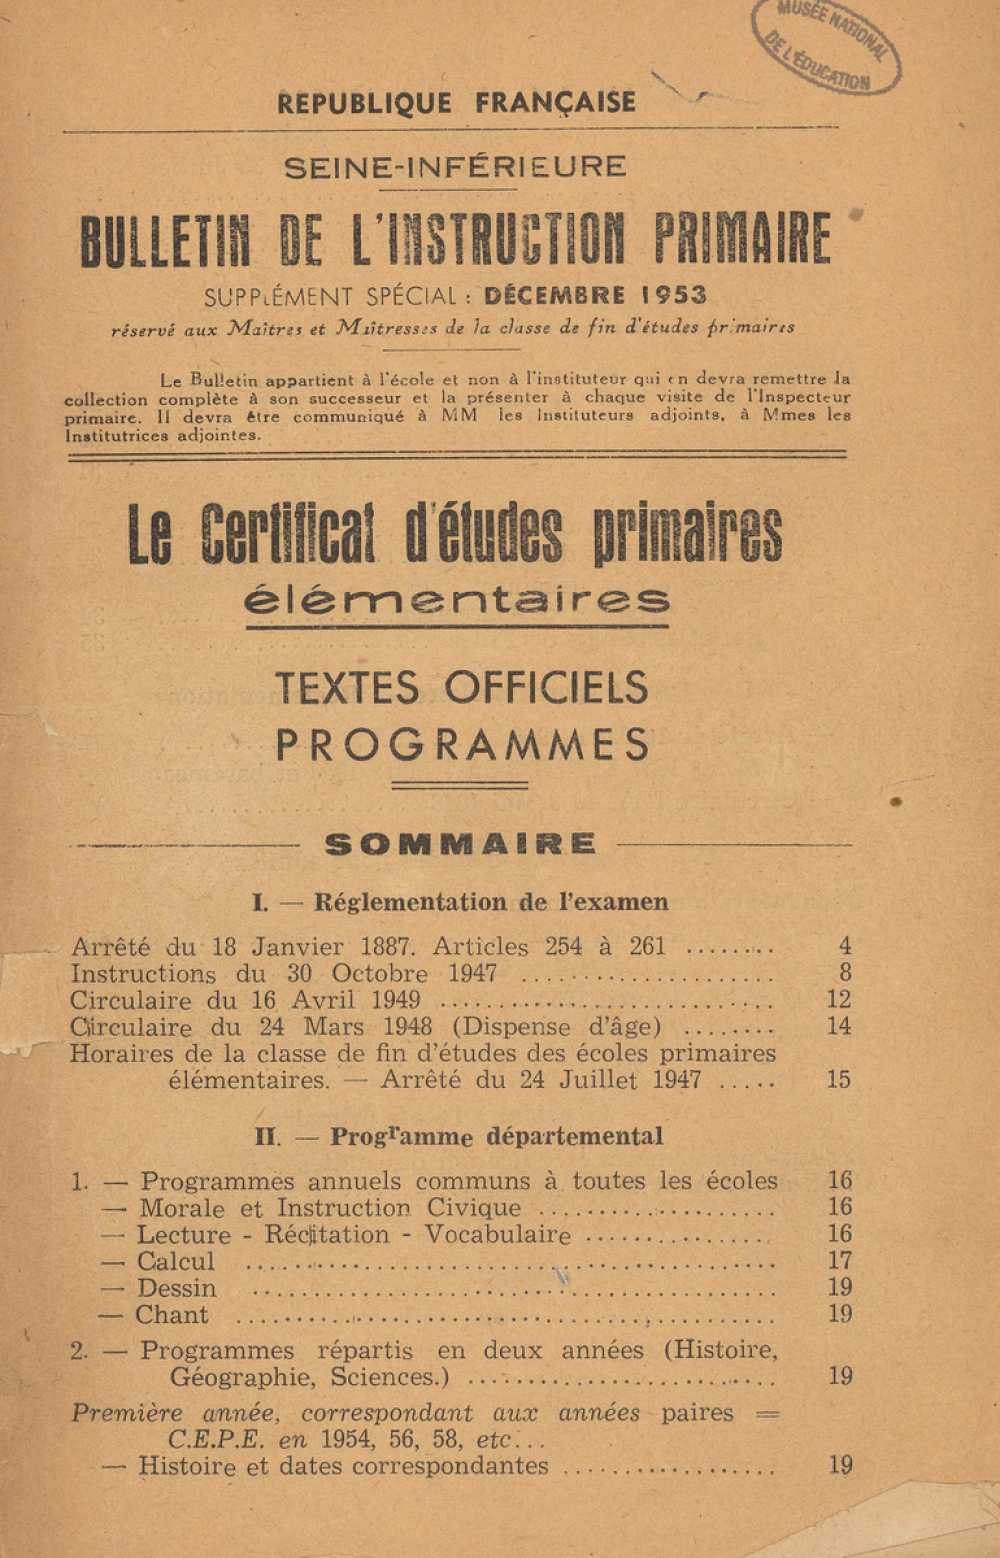 MUSÉE NATIONAL
DE L'ÉDUCATION
REPUBLIQUE FRANÇAISE
SEINE-INFÉRIEURE
BULLETIN DE L'INSTRUCTION PRIMAIRE
SUPPLÉMENT SPÉCIAL : DÉCEMBRE 1953
réservé aux Maîtres et Maîtresses de la classe de fin d'études primaires
Le Bulletin appartient à l'école et non à l'instituteur qui en devra remettre la
collection complète à son successeur et la présenter à chaque visite de l'Inspecteur
primaire. Il devra être communiqué à MM les Instituteurs adjoints, à Mmes les
Institutrices adjointes.
Le Certificat d'études primaires
élémentaires
TEXTES OFFICIELS
PROGRAMMES
SOMMAIRE
I. — Réglementation de l'examen
Arrêté du 18 Janvier 1887. Articles 254 à 261 ........ 4
Instructions du 30 Octobre 1947 ....................... 8
Circulaire du 16 Avril 1949 .............................. 12
Circulaire du 24 Mars 1948 (Dispense d'âge) ........ 14
Horaires de la classe de fin d'études des écoles primaires
élémentaires. — Arrêté du 24 Juillet 1947 ..... 15
II. — Programme départemental
1. — Programmes annuels communs à toutes les écoles 16
— Morale et Instruction Civique ..................... 16
— Lecture - Récitation - Vocabulaire ................. 16
— Calcul ................................................ 17
— Dessin ............................................... 19
— Chant ................................................ 19
2. — Programmes répartis en deux années (Histoire,
Géographie, Sciences.) ............................ 19
Première année, correspondant aux années paires =
C.E.P.E. en 1954, 56, 58, etc...
— Histoire et dates correspondantes ................... 19